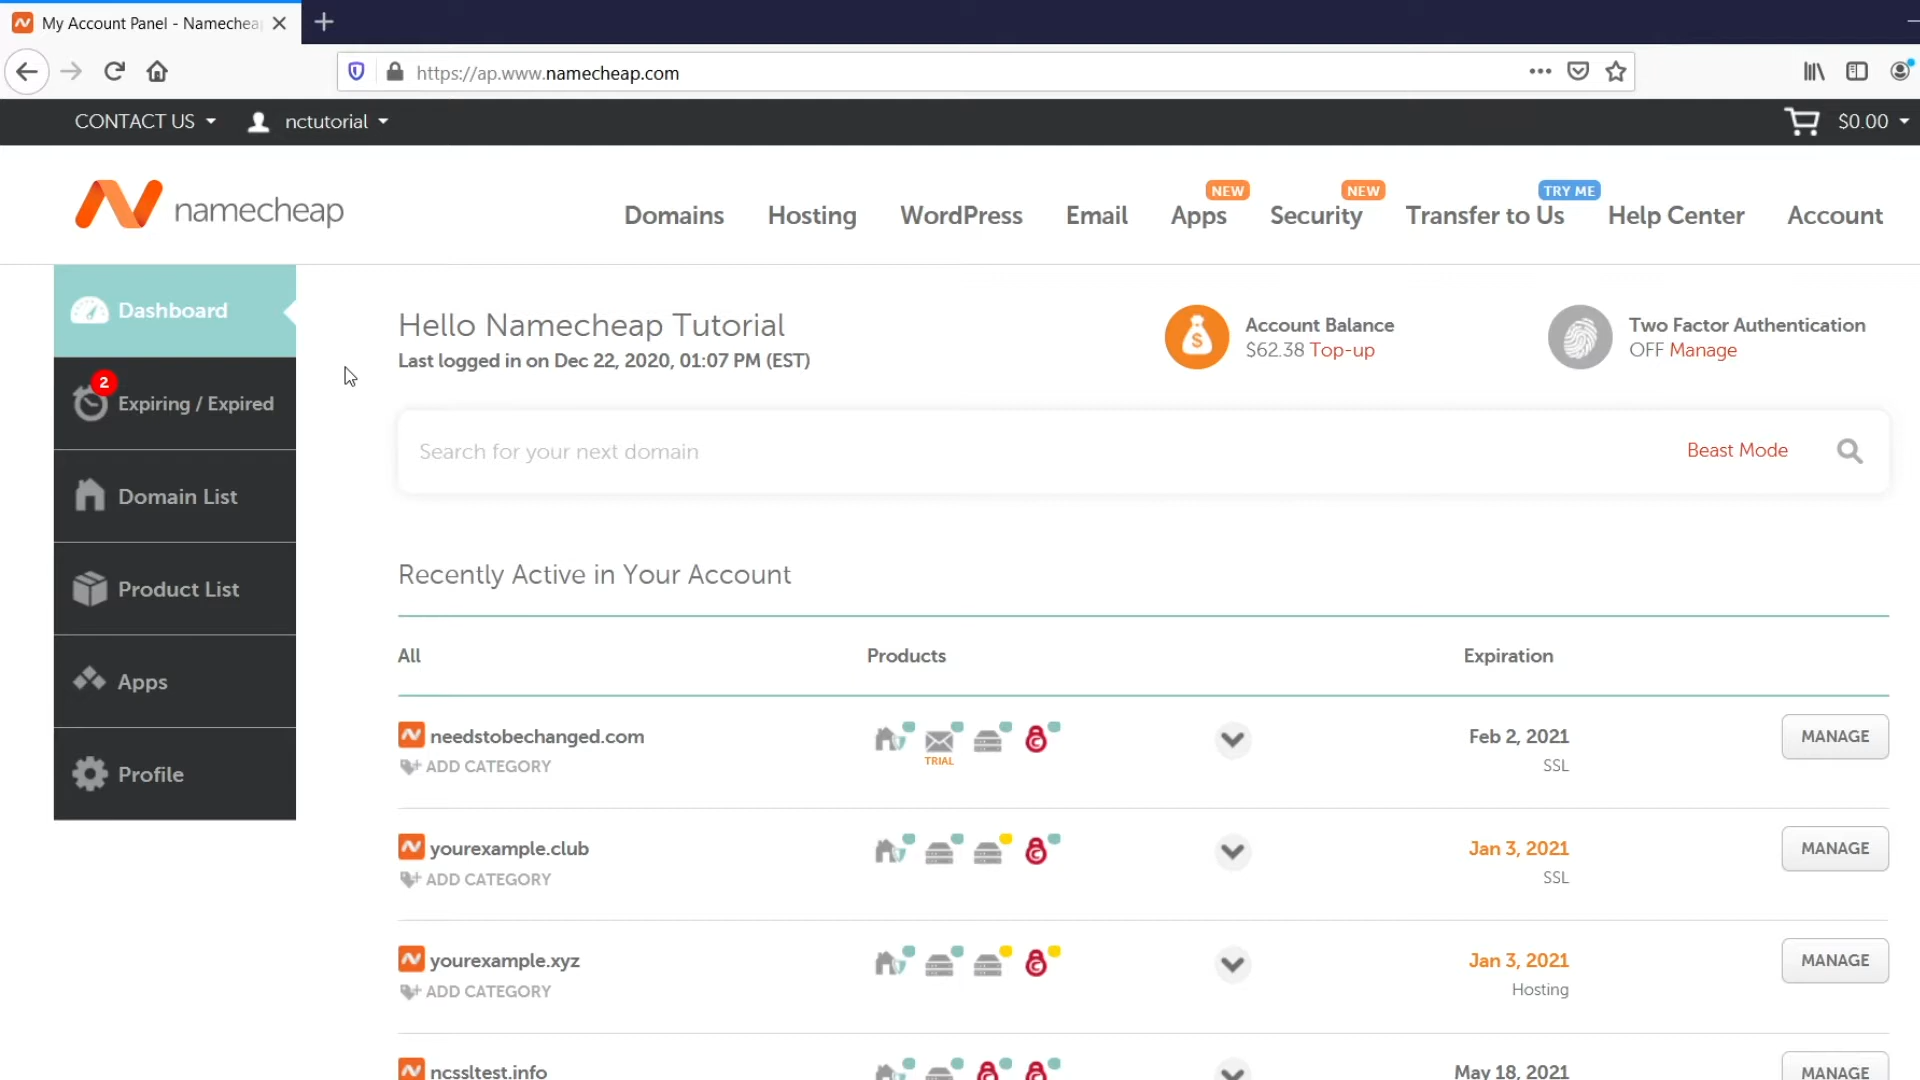 My Account Panel - Namechea
https://ap.www.namecheap.com
CONTACT US
nctutorial
$0.00
namecheap
Domains
Hosting
WordPress
Email
NEW
Apps
NEW
Security
TRY ME
Transfer to Us
Help Center
Account
Dashboard
2
Expiring / Expired
Domain List
Product List
Apps
Profile
Hello Namecheap Tutorial
Last logged in on Dec 22, 2020, 01:07 PM (EST)
$
Account Balance
$62.38 Top-up
Two Factor Authentication
OFF Manage
Search for your next domain
Beast Mode
Recently Active in Your Account
All Products Expiration
needstobechanged.com
ADD CATEGORY
TRIAL
Feb 2, 2021
SSL
MANAGE
yourexample.club
ADD CATEGORY
Jan 3, 2021
SSL
MANAGE
yourexample.xyz
ADD CATEGORY
Jan 3, 2021
Hosting
MANAGE
ncssltest.info
May 18, 2021
MANAGE